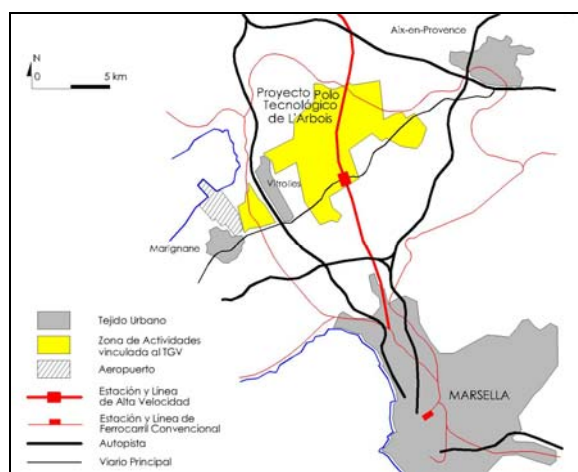 Aix-en-Provence
N
0 5 km
Proyecto Polo
Tecnológico
de L'Arbois
Vitrolles
Marignane
MARSELLA
Tejido Urbano
Zona de Actividades
vinculada al TGV
Aeropuerto
Estación y Línea
de Alta Velocidad
Estación y Línea de
Ferrocarril Convencional
Autopista
Viario Principal